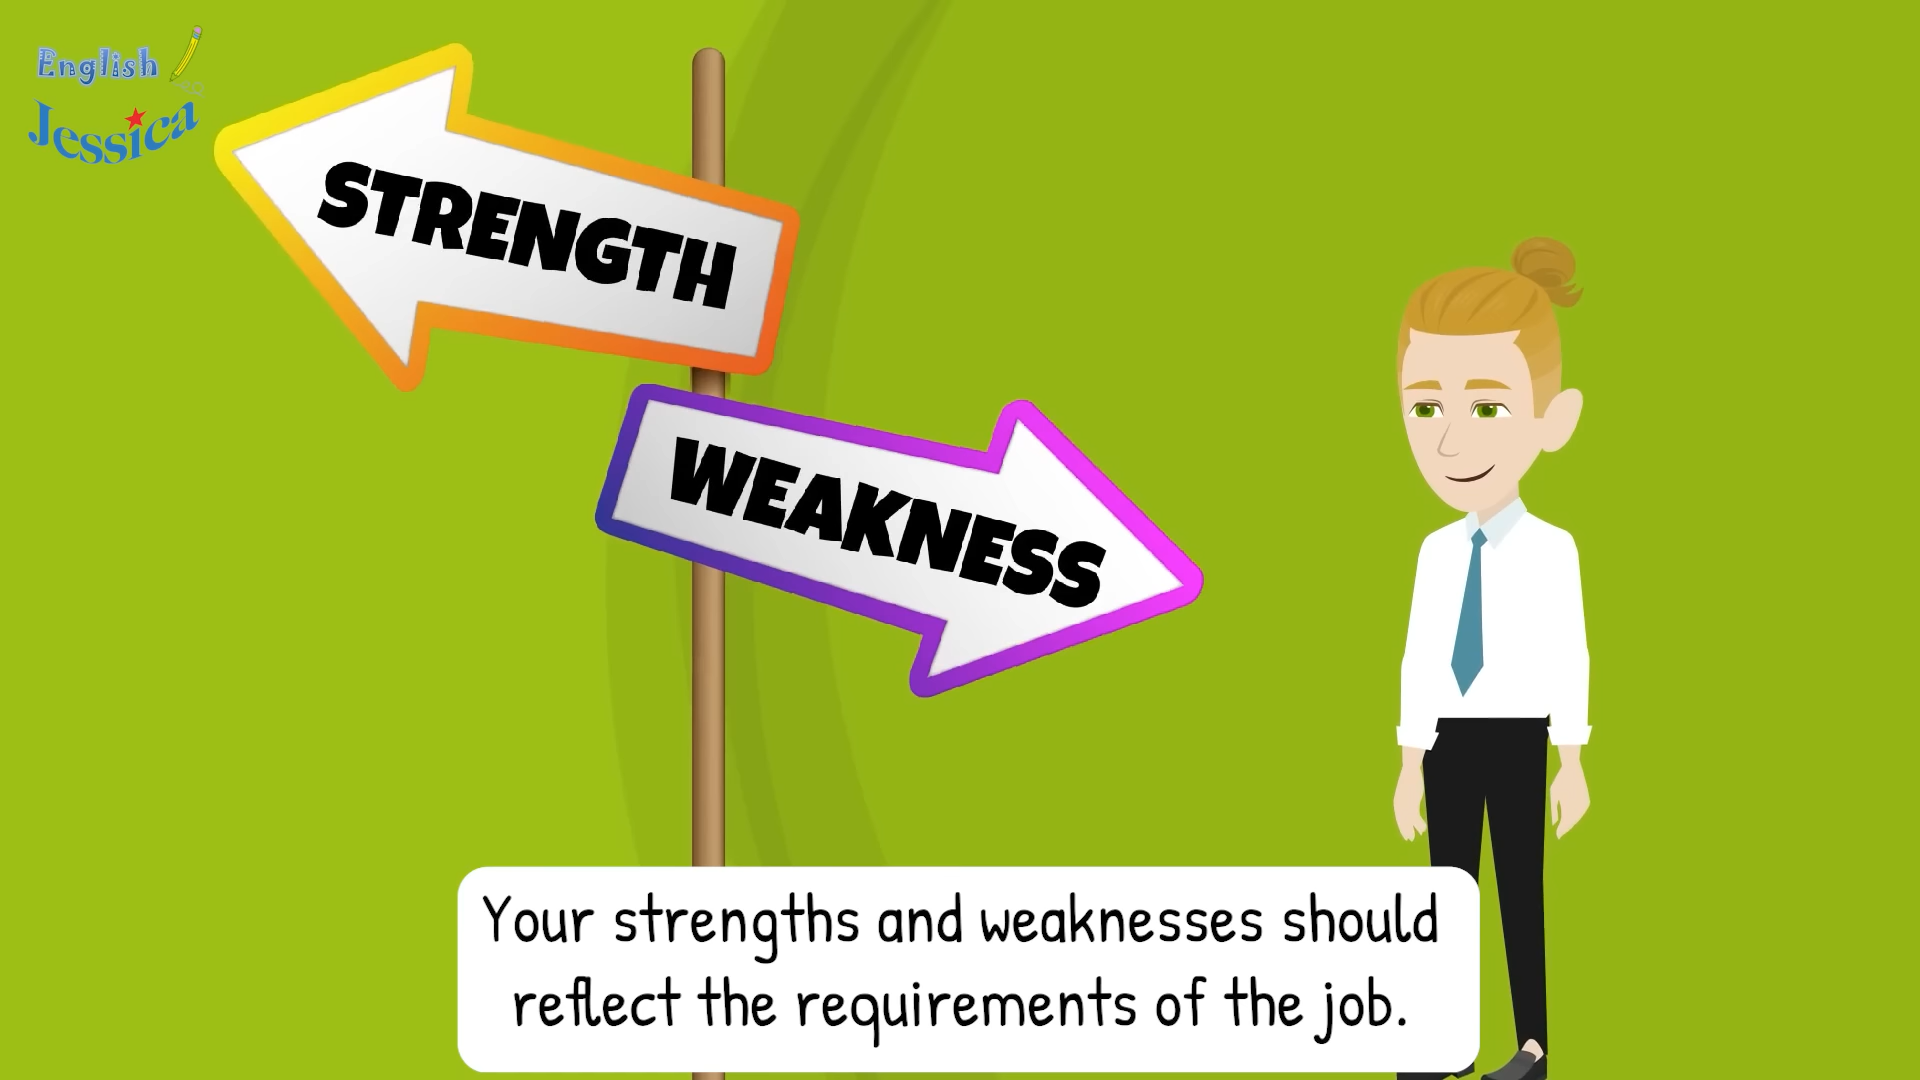 English
Jessica
STRENGTH
WEAKNESS
Your strengths and weaknesses should
reflect the requirements of the job.